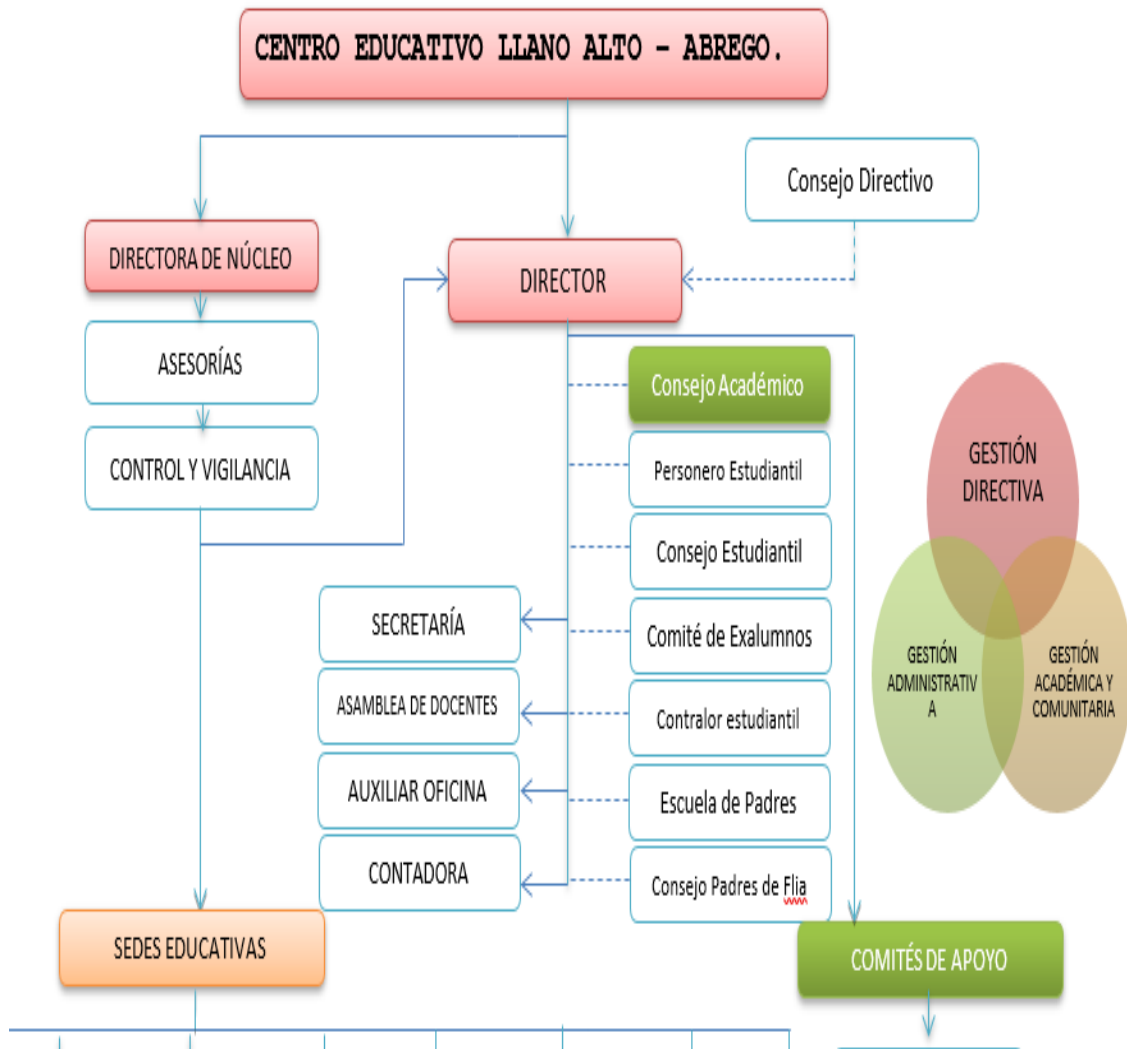 CENTRO EDUCATIVO LLANO ALTO – ABREGO.
Consejo Directivo
DIRECTORA DE NÚCLEO
DIRECTOR
ASESORÍAS
CONTROL Y VIGILANCIA
Consejo Académico
Personero Estudiantil
Consejo Estudiantil
Comité de Exalumnos
Contralor estudiantil
Escuela de Padres
Consejo Padres de Flia
SECRETARÍA
ASAMBLEA DE DOCENTES
AUXILIAR OFICINA
CONTADORA
GESTIÓN
DIRECTIVA
GESTIÓN
ADMINISTRATIV
A
GESTIÓN
ACADÉMICA Y
COMUNITARIA
SEDES EDUCATIVAS
COMITÉS DE APOYO